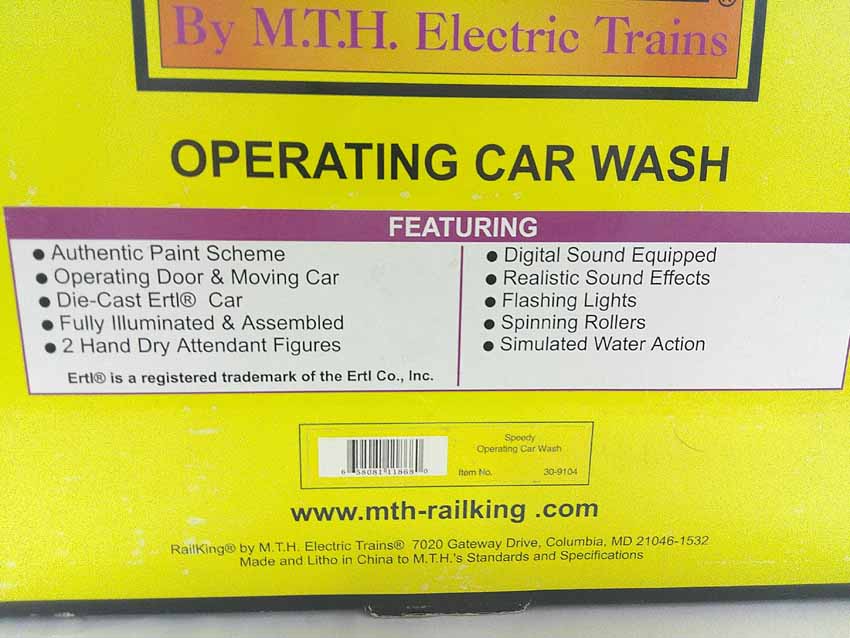 ®
By M.T.H. Electric Trains
OPERATING CAR WASH
FEATURING
● Authentic Paint Scheme
● Operating Door & Moving Car
● Die-Cast Ertl® Car
● Fully Illuminated & Assembled
● 2 Hand Dry Attendant Figures
Ertl® is a registered trademark of the Ertl Co., Inc.
● Digital Sound Equipped
● Realistic Sound Effects
● Flashing Lights
● Spinning Rollers
● Simulated Water Action
6 58081 11868 0
Speedy
Operating Car Wash
Item No. 30-9104
www.mth-railking .com
RailKing® by M.T.H. Electric Trains® 7020 Gateway Drive, Columbia, MD 21046-1532
Made and Litho in China to M.T.H.'s Standards and Specifications